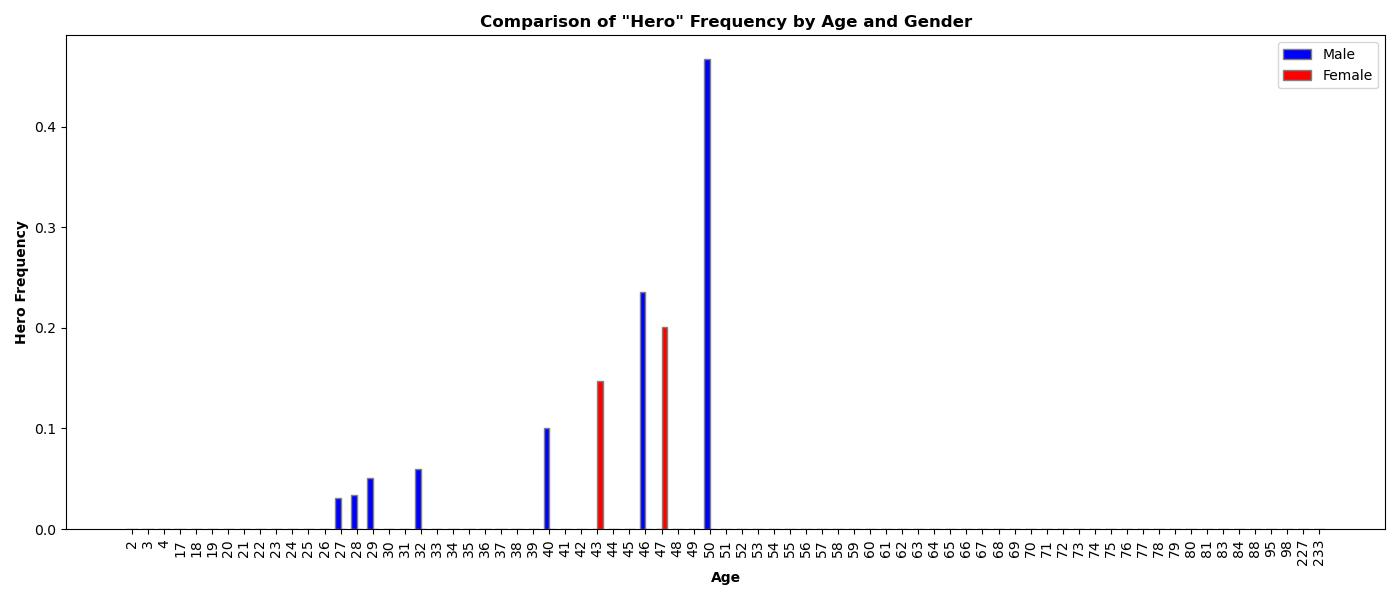 Comparison of "Hero" Frequency by Age and Gender
Male
Female
Hero Frequency
0.4
0.3
0.2
0.1
0.0
2 3 4 17 18 19 20 21 22 23 24 25 26 27 28 29 30 31 32 33 34 35 36 37 38 39 40 41 42 43 44 45 46 47 48 49 50 51 52 53 54 55 56 57 58 59 60 61 62 63 64 65 66 67 68 69 70 71 72 73 74 75 76 77 78 79 80 81 83 84 88 95 98 227 233
Age